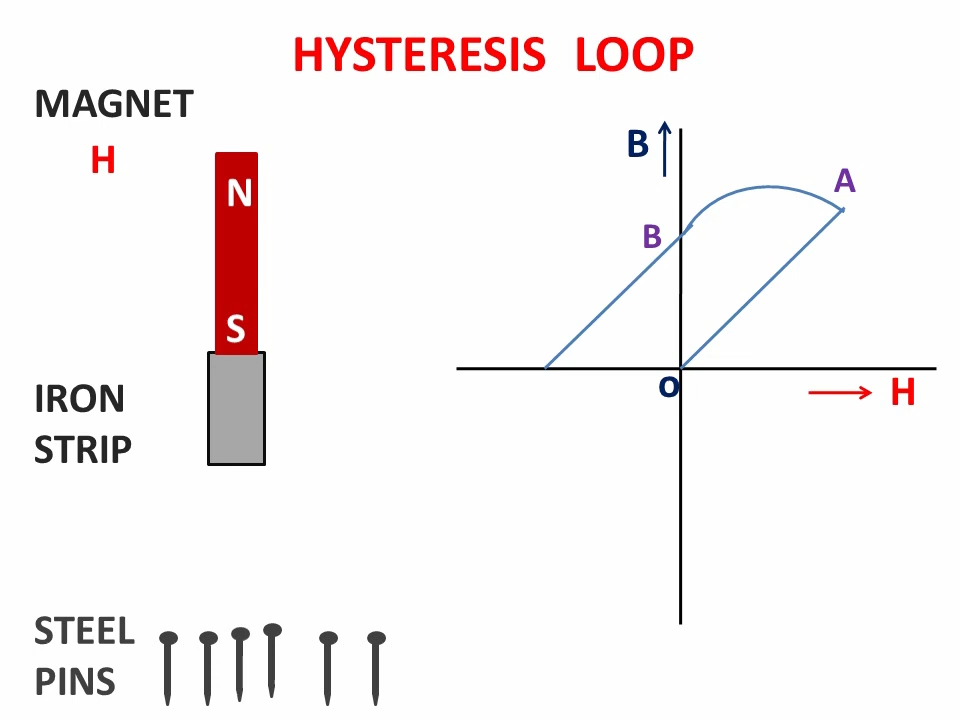 HYSTERESIS LOOP
MAGNET
H
N
S
IRON
STRIP
STEEL
PINS
B
A
B
o
H